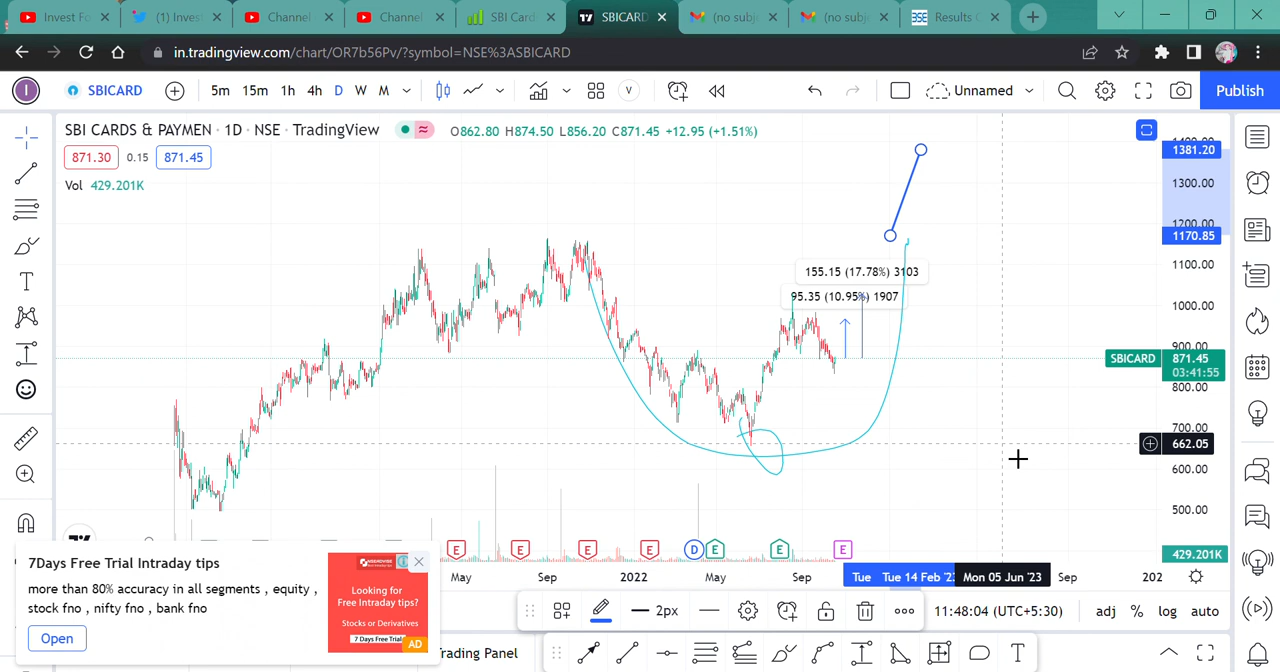 Invest Fo
(1) Invest
Channel
Channel
SBI Card
SBICARD
(no subje
(no subje
BSE Results C
in.tradingview.com/chart/OR7b56Pv/?symbol=NSE%3ASBICARD
I SBICARD 5m 15m 1h 4h D W M V Unnamed Publish
SBI CARDS & PAYMEN · 1D · NSE · TradingView O862.80 H874.50 L856.20 C871.45 +12.95 (+1.51%)
871.30 0.15 871.45
Vol 429.201K
1381.20
1300.00
1200.00
1170.85
1100.00
1000.00
900.00
SBICARD 871.45
03:41:55
800.00
700.00
662.05
600.00
500.00
429.201K
155.15 (17.78%) 3103
95.35 (10.95%) 1907
E E E E D E E E
May Sep 2022 May Sep Tue Tue 14 Feb '23 Mon 05 Jun '23 Sep 202
7Days Free Trial Intraday tips
more than 80% accuracy in all segments , equity ,
stock fno , nifty fno , bank fno
Open
Looking for
Free Intraday tips?
Stocks or Derivatives
7 Days Free Trial
AD
2px 11:48:04 (UTC+5:30) adj % log auto
rading Panel